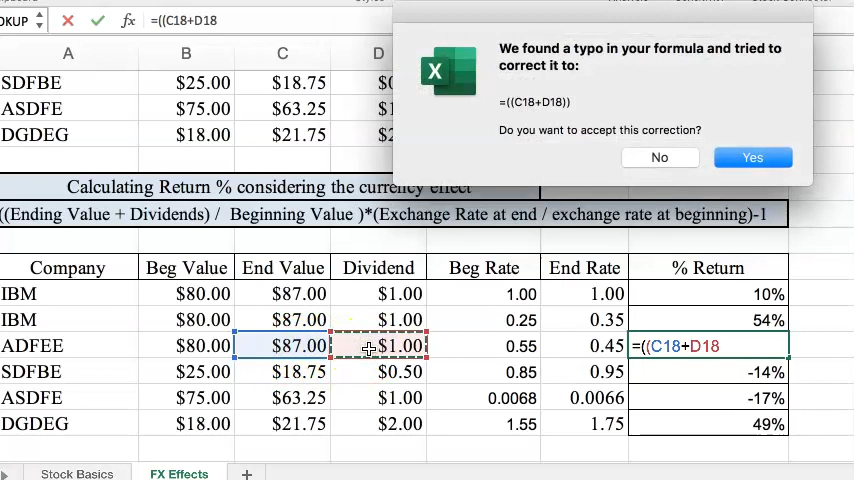 OOKUP =((C18+D18
We found a typo in your formula and tried to
correct it to:
=((C18+D18))
Do you want to accept this correction?
No Yes
A B C D
SDFBE $25.00 $18.75
ASDFE $75.00 $63.25
DGDEG $18.00 $21.75
Calculating Return % considering the currency effect
((Ending Value + Dividends) / Beginning Value )*(Exchange Rate at end / exchange rate at beginning)-1
Company Beg Value End Value Dividend Beg Rate End Rate % Return
IBM $80.00 $87.00 $1.00 1.00 1.00 10%
IBM $80.00 $87.00 $1.00 0.25 0.35 54%
ADFEE $80.00 $87.00 $1.00 0.55 0.45 =((C18+D18
SDFBE $25.00 $18.75 $0.50 0.85 0.95 -14%
ASDFE $75.00 $63.25 $1.00 0.0068 0.0066 -17%
DGDEG $18.00 $21.75 $2.00 1.55 1.75 49%
Stock Basics FX Effects +